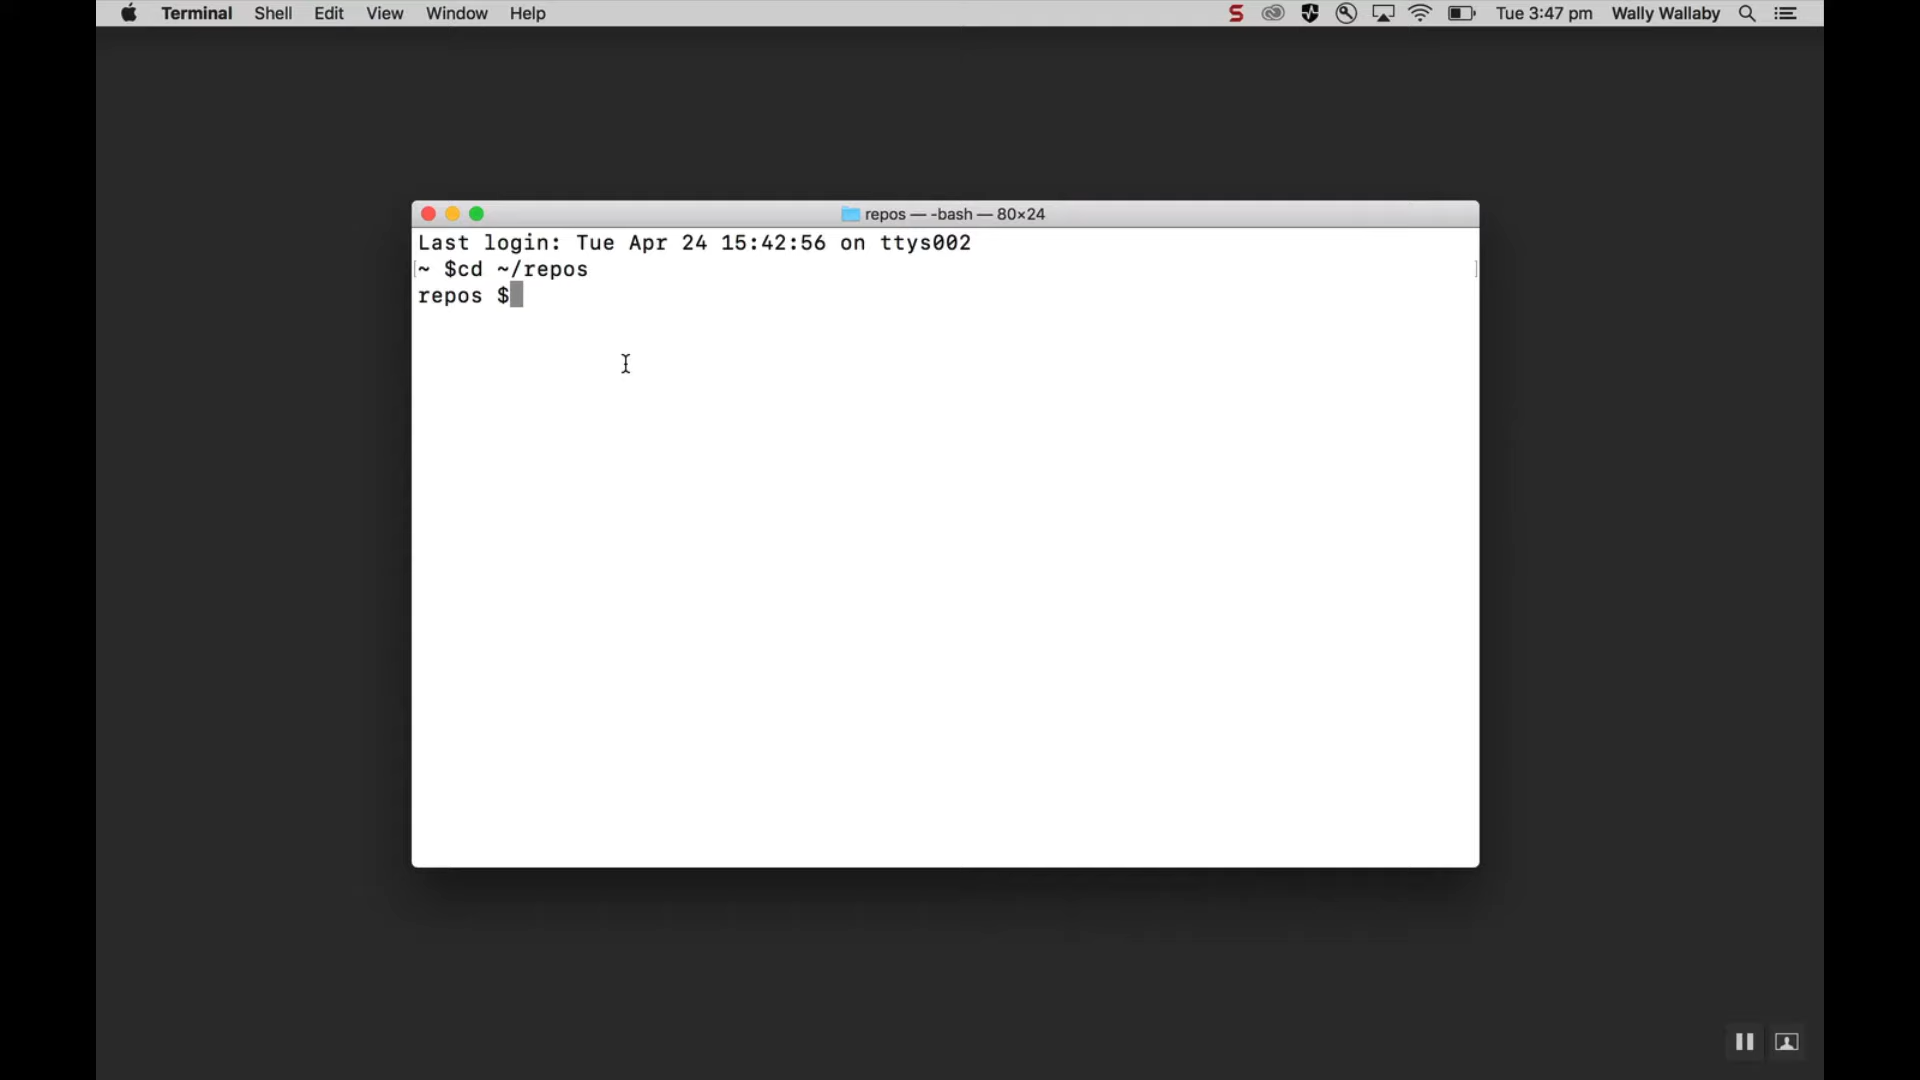 Terminal Shell Edit View Window Help Tue 3:47 pm Wally Wallaby
repos — -bash — 80×24
Last login: Tue Apr 24 15:42:56 on ttys002
~ $cd ~/repos
repos $